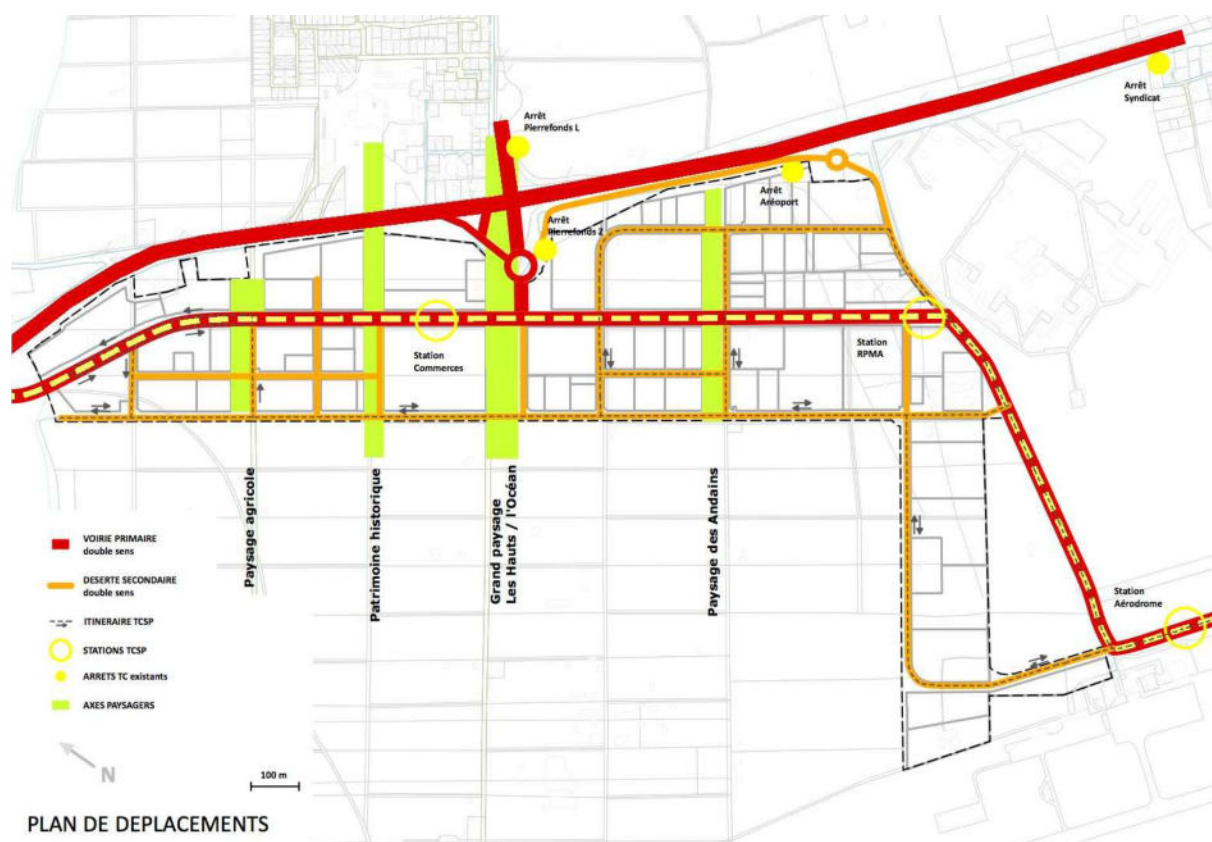 Arrêt
Syndicat
Arrêt
Pierrefonds L
Arrêt
Aréoport
Arrêt
Pierrefonds Z
Station
Commerces
Station
RPMA
Paysage agricole
Patrimoine historique
Grand paysage
Les Hauts / l'Océan
Paysage des Andains
Station
Aérodrome
VOIRIE PRIMAIRE
double sens
DESERTE SECONDAIRE
double sens
ITINERAIRE TCSP
STATIONS TCSP
ARRETS TC existants
AXES PAYSAGERS
N
100 m
PLAN DE DEPLACEMENTS